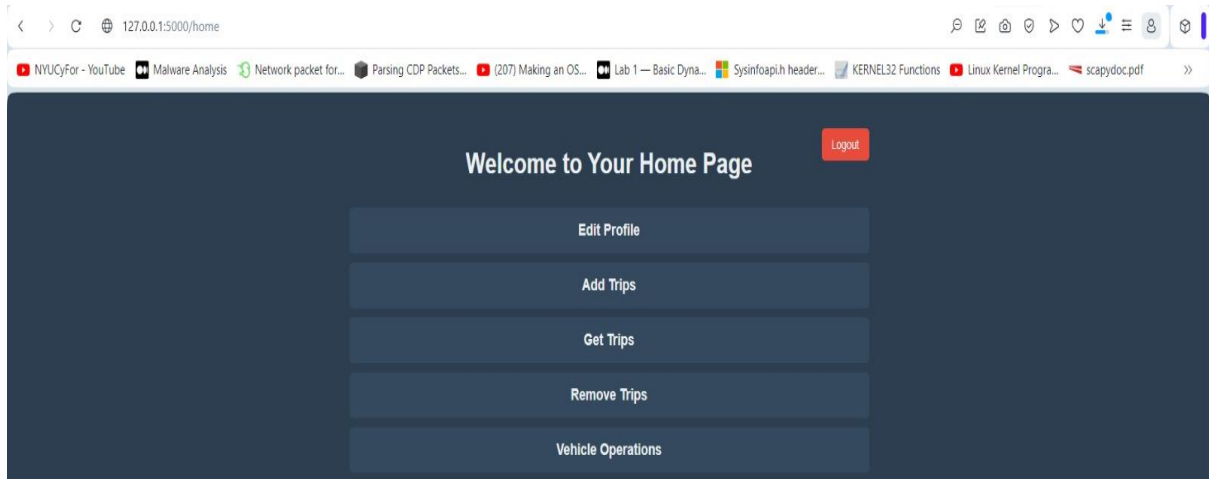 127.0.0.1:5000/home
NYUCyFor - YouTube Malware Analysis Network packet for... Parsing CDP Packets... (207) Making an OS... Lab 1 — Basic Dyna... Sysinfoapi.h header... KERNEL32 Functions Linux Kernel Progra... scapydoc.pdf
Logout
Welcome to Your Home Page
Edit Profile
Add Trips
Get Trips
Remove Trips
Vehicle Operations